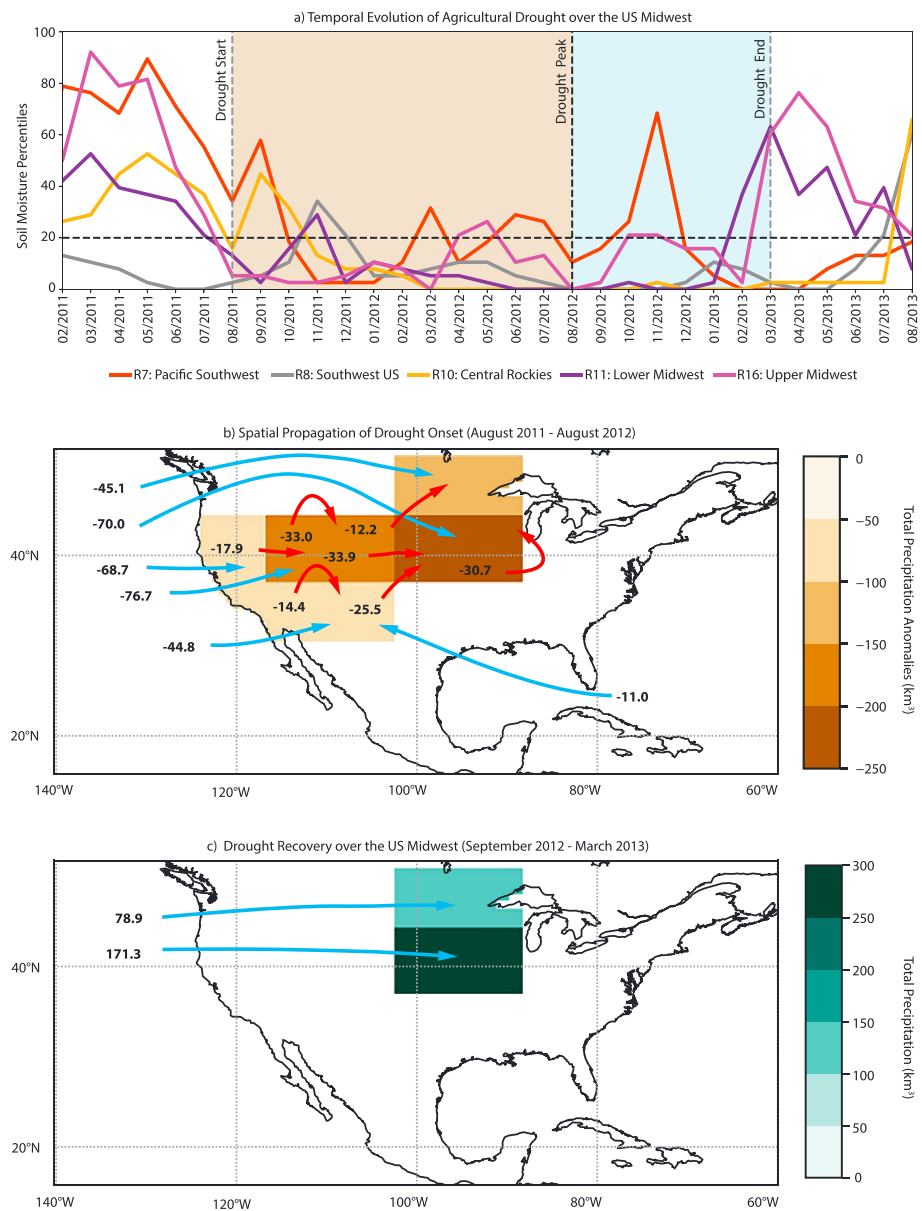 a) Temporal Evolution of Agricultural Drought over the US Midwest
Soil Moisture Percentiles
100
80
60
40
20
0
Drought Start
Drought Peak
Drought End
02/2011
03/2011
04/2011
05/2011
06/2011
07/2011
08/2011
09/2011
10/2011
11/2011
12/2011
01/2012
02/2012
03/2012
04/2012
05/2012
06/2012
07/2012
08/2012
09/2012
10/2012
11/2012
12/2012
01/2013
02/2013
03/2013
04/2013
05/2013
06/2013
07/2013
08/2013
R7: Pacific Southwest R8: Southwest US R10: Central Rockies R11: Lower Midwest R16: Upper Midwest
b) Spatial Propagation of Drought Onset (August 2011 - August 2012)
-45.1
-70.0
-33.0
-12.2
-17.9
-33.9
-68.7
-30.7
-76.7
-14.4
-25.5
-44.8
-11.0
40°N
20°N
140°W
120°W
100°W
80°W
60°W
0
−50
−100
−150
−200
−250
Total Precipitation Anomalies (km³)
c) Drought Recovery over the US Midwest (September 2012 - March 2013)
78.9
171.3
40°N
20°N
140°W
120°W
100°W
80°W
60°W
300
250
200
150
100
50
0
Total Precipitation (km³)